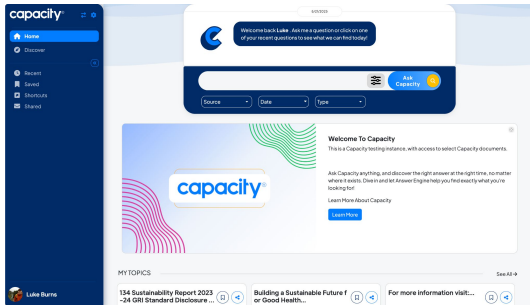 capacity
Home
Discover
Recent
Saved
Shortcuts
Shared
Luke Burns
Welcome back Luke . Ask me a question or click on one
of your recent questions to see what we can find today!
Ask
Capacity
Source
Date
Type
capacity
Welcome To Capacity
This is a Capacity testing instance, with access to select Capacity documents.
Ask Capacity anything, and discover the right answer at the right time, no matter
where it exists. Dive in and let Answer Engine help you find exactly what you're
looking for!
Learn More About Capacity
Learn More
MY TOPICS
See All
134 Sustainability Report 2023
-24 GRI Standard Disclosure ...
Building a Sustainable Future f
or Good Health...
For more information visit:...